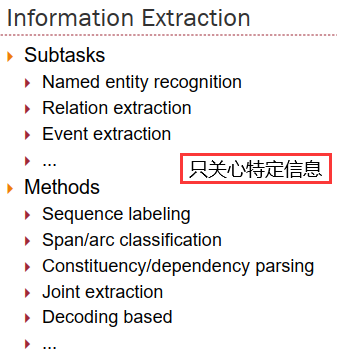 Information Extraction
Subtasks
Named entity recognition
Relation extraction
Event extraction
...
只关心特定信息
Methods
Sequence labeling
Span/arc classification
Constituency/dependency parsing
Joint extraction
Decoding based
...